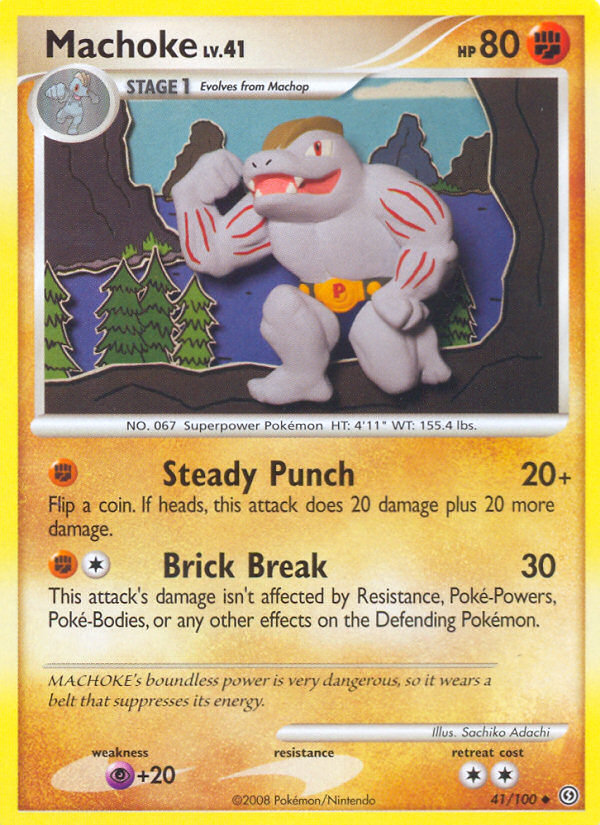 Machoke LV.41
HP 80
STAGE 1 Evolves from Machop
P
NO. 067 Superpower Pokémon HT: 4'11" WT: 155.4 lbs.
Steady Punch 20+
Flip a coin. If heads, this attack does 20 damage plus 20 more
damage.
Brick Break 30
This attack's damage isn't affected by Resistance, Poké-Powers,
Poké-Bodies, or any other effects on the Defending Pokémon.
MACHOKE's boundless power is very dangerous, so it wears a
belt that suppresses its energy.
Illus. Sachiko Adachi
weakness resistance retreat cost
+20
©2008 Pokémon/Nintendo
41/100